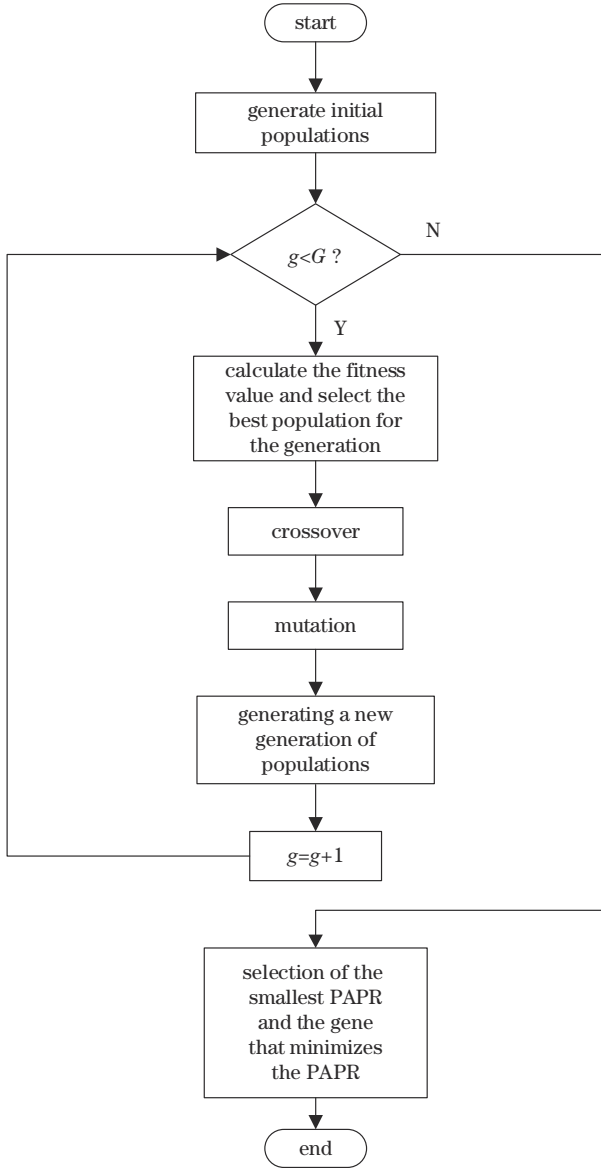 start
generate initial
populations
g<G ?
N
Y
calculate the fitness
value and select the
best population for
the generation
crossover
mutation
generating a new
generation of
populations
g=g+1
selection of the
smallest PAPR
and the gene
that minimizes
the PAPR
end